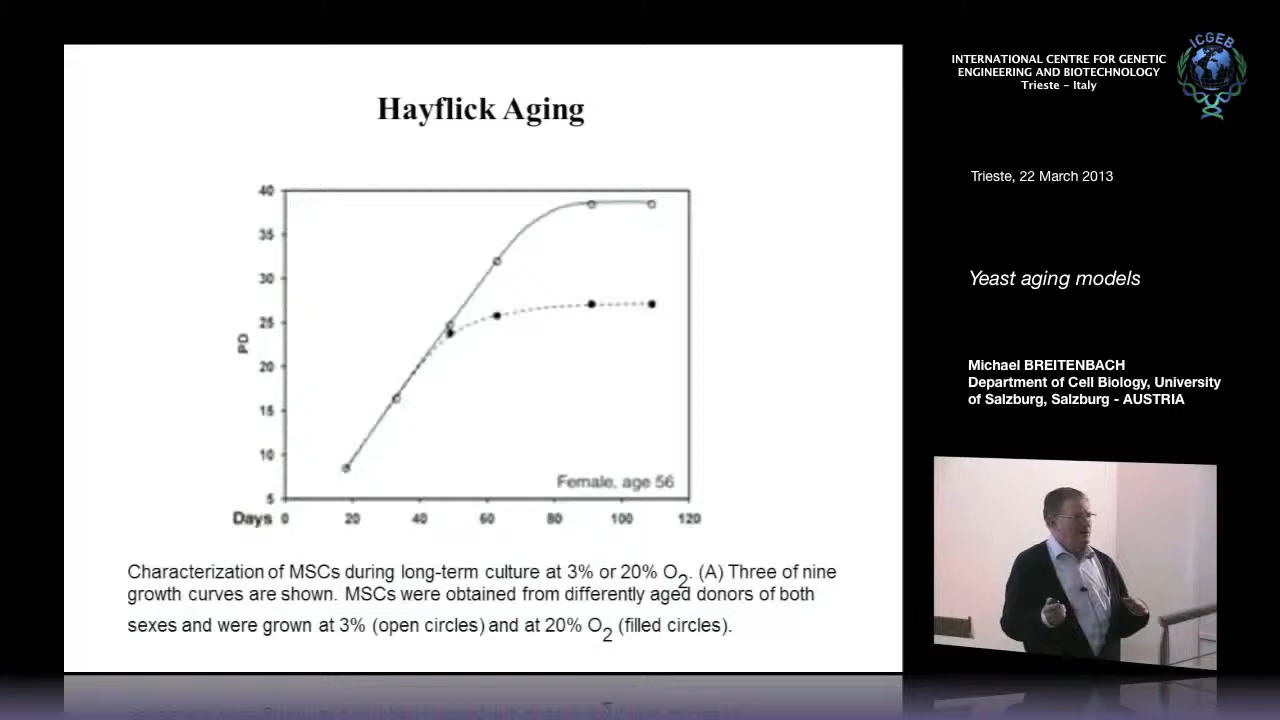 Hayflick Aging
40
35
30
25
20
15
10
5
PD
Female, age 56
Days 0 20 40 60 80 100 120
Characterization of MSCs during long-term culture at 3% or 20% O2. (A) Three of nine
growth curves are shown. MSCs were obtained from differently aged donors of both
sexes and were grown at 3% (open circles) and at 20% O2 (filled circles).
INTERNATIONAL CENTRE FOR GENETIC
ENGINEERING AND BIOTECHNOLOGY
Trieste – Italy
ICGEB
Trieste, 22 March 2013
Yeast aging models
Michael BREITENBACH
Department of Cell Biology, University
of Salzburg, Salzburg - AUSTRIA